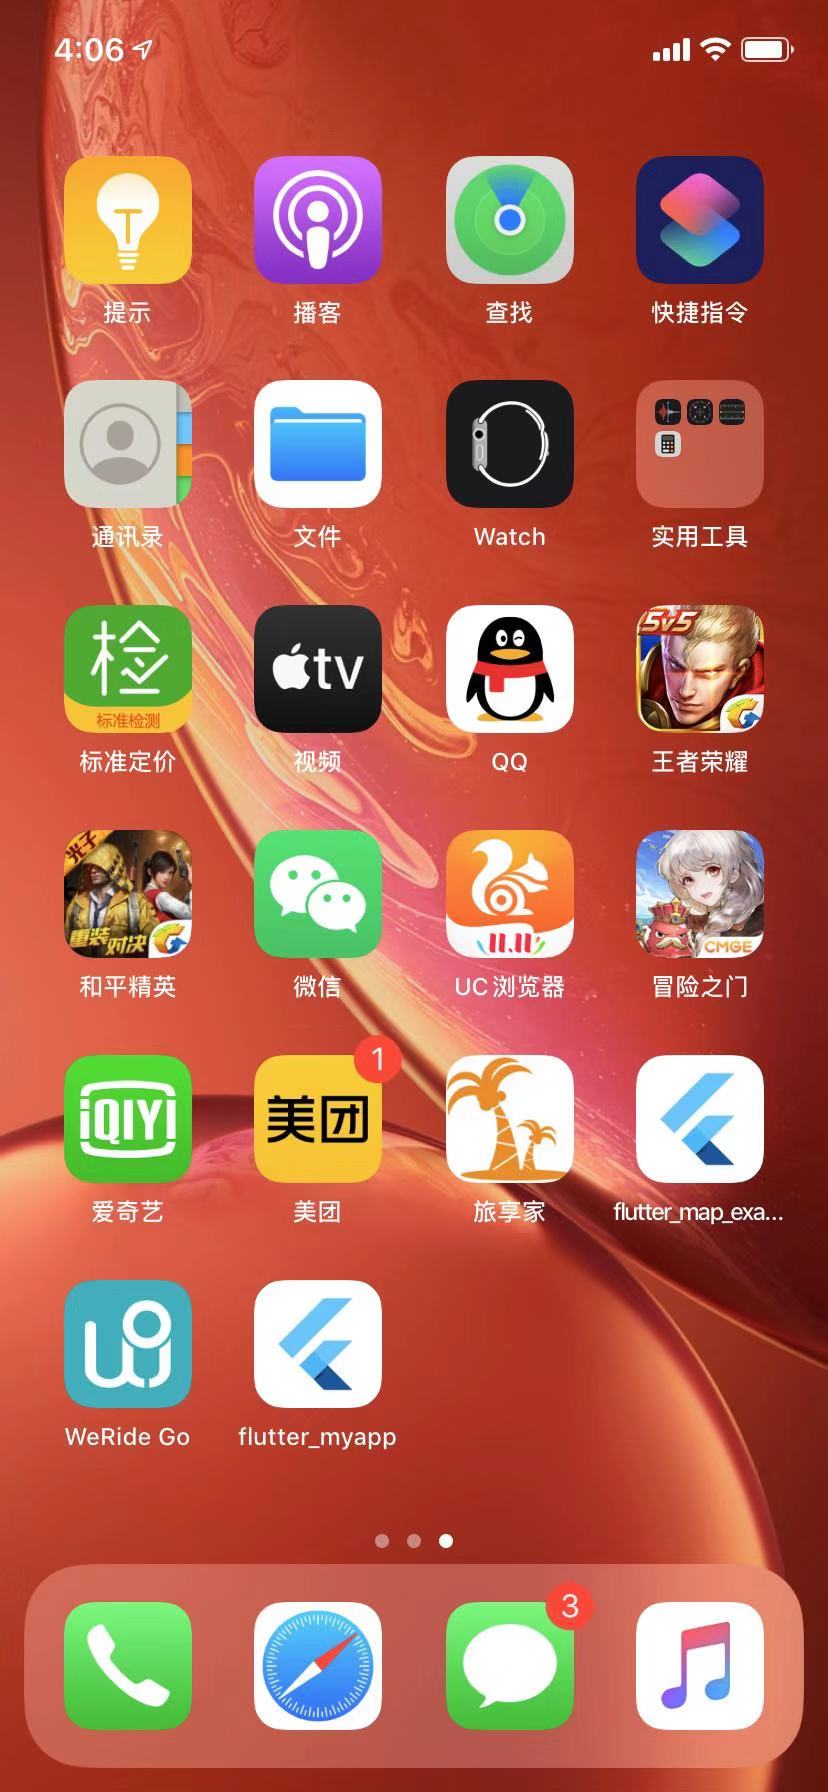 4:06
提示
播客
查找
快捷指令
通讯录
文件
Watch
实用工具
检
标准检测
tv
5v5
标准定价
视频
QQ
王者荣耀
光子
重装对决
11.11
CMGE
和平精英
微信
UC浏览器
冒险之门
iQIYI
美团
1
爱奇艺
美团
旅享家
flutter_map_exa...
WeRide Go
flutter_myapp
3